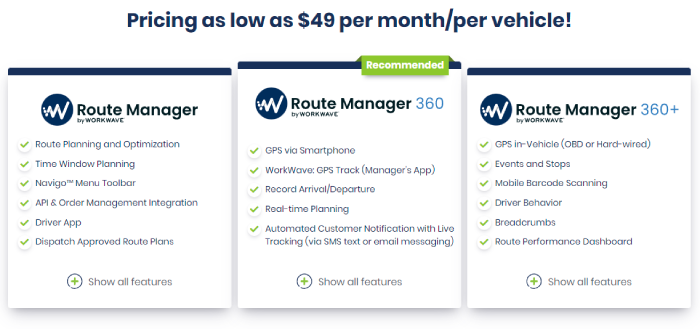 Pricing as low as $49 per month/per vehicle!
Recommended
Route Manager
by WORKWAVE
Route Planning and Optimization
Time Window Planning
Navigo™ Menu Toolbar
API & Order Management Integration
Driver App
Dispatch Approved Route Plans
Show all features
Route Manager 360
by WORKWAVE
GPS via Smartphone
WorkWave: GPS Track (Manager's App)
Record Arrival/Departure
Real-time Planning
Automated Customer Notification with Live
Tracking (via SMS text or email messaging)
Show all features
Route Manager 360+
by WORKWAVE
GPS in-Vehicle (OBD or Hard-wired)
Events and Stops
Mobile Barcode Scanning
Driver Behavior
Breadcrumbs
Route Performance Dashboard
Show all features